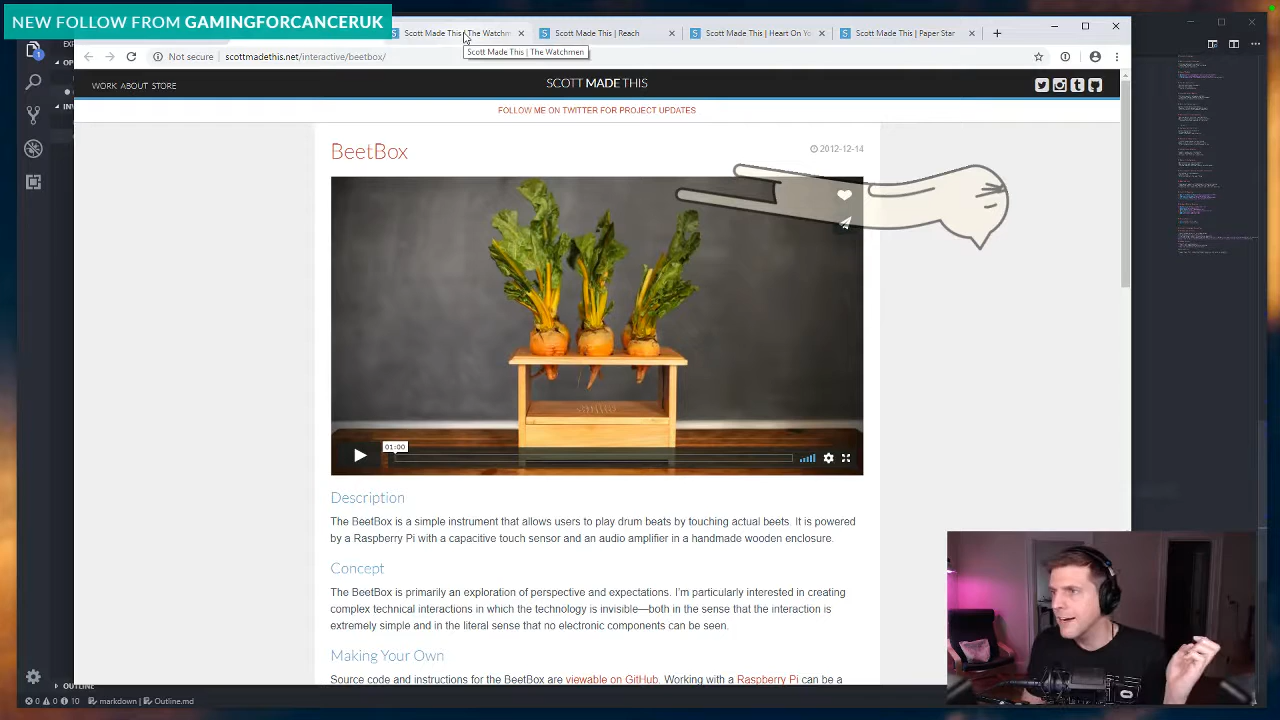 NEW FOLLOW FROM GAMINGFORCANCERUK
Scott Made This | The Watchm
Scott Made This | Reach
Scott Made This | Heart On Yo
Scott Made This | Paper Star
Scott Made This | The Watchmen
Not secure
scottmadethis.net/interactive/beetbox/
WORK ABOUT STORE
SCOTT MADE THIS
FOLLOW ME ON TWITTER FOR PROJECT UPDATES
BeetBox
2012-12-14
01:00
Description
The BeetBox is a simple instrument that allows users to play drum beats by touching actual beets. It is powered
by a Raspberry Pi with a capacitive touch sensor and an audio amplifier in a handmade wooden enclosure.
Concept
The BeetBox is primarily an exploration of perspective and expectations. I'm particularly interested in creating
complex technical interactions in which the technology is invisible—both in the sense that the interaction is
extremely simple and in the literal sense that no electronic components can be seen.
Making Your Own
Source code and instructions for the BeetBox are viewable on GitHub. Working with a Raspberry Pi can be a
OUTLINE
0 0 10 markdown | Outline.md